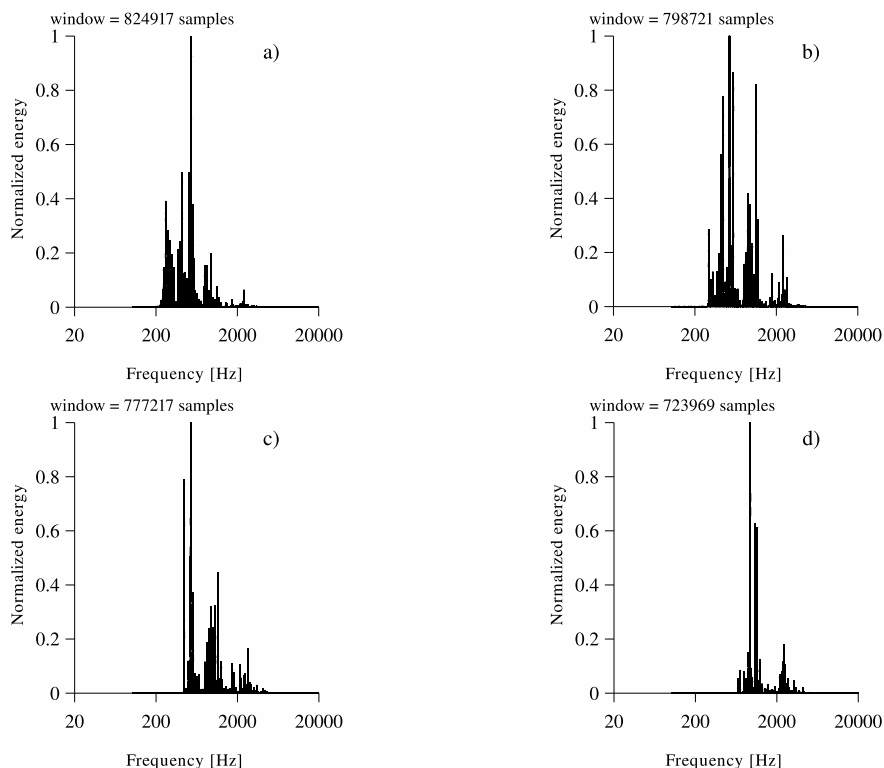 window = 824917 samples
a)
1
0.8
0.6
0.4
0.2
0
Normalized energy
20 200 2000 20000
Frequency [Hz]
window = 798721 samples
b)
1
0.8
0.6
0.4
0.2
0
Normalized energy
20 200 2000 20000
Frequency [Hz]
window = 777217 samples
c)
1
0.8
0.6
0.4
0.2
0
Normalized energy
20 200 2000 20000
Frequency [Hz]
window = 723969 samples
d)
1
0.8
0.6
0.4
0.2
0
Normalized energy
20 200 2000 20000
Frequency [Hz]